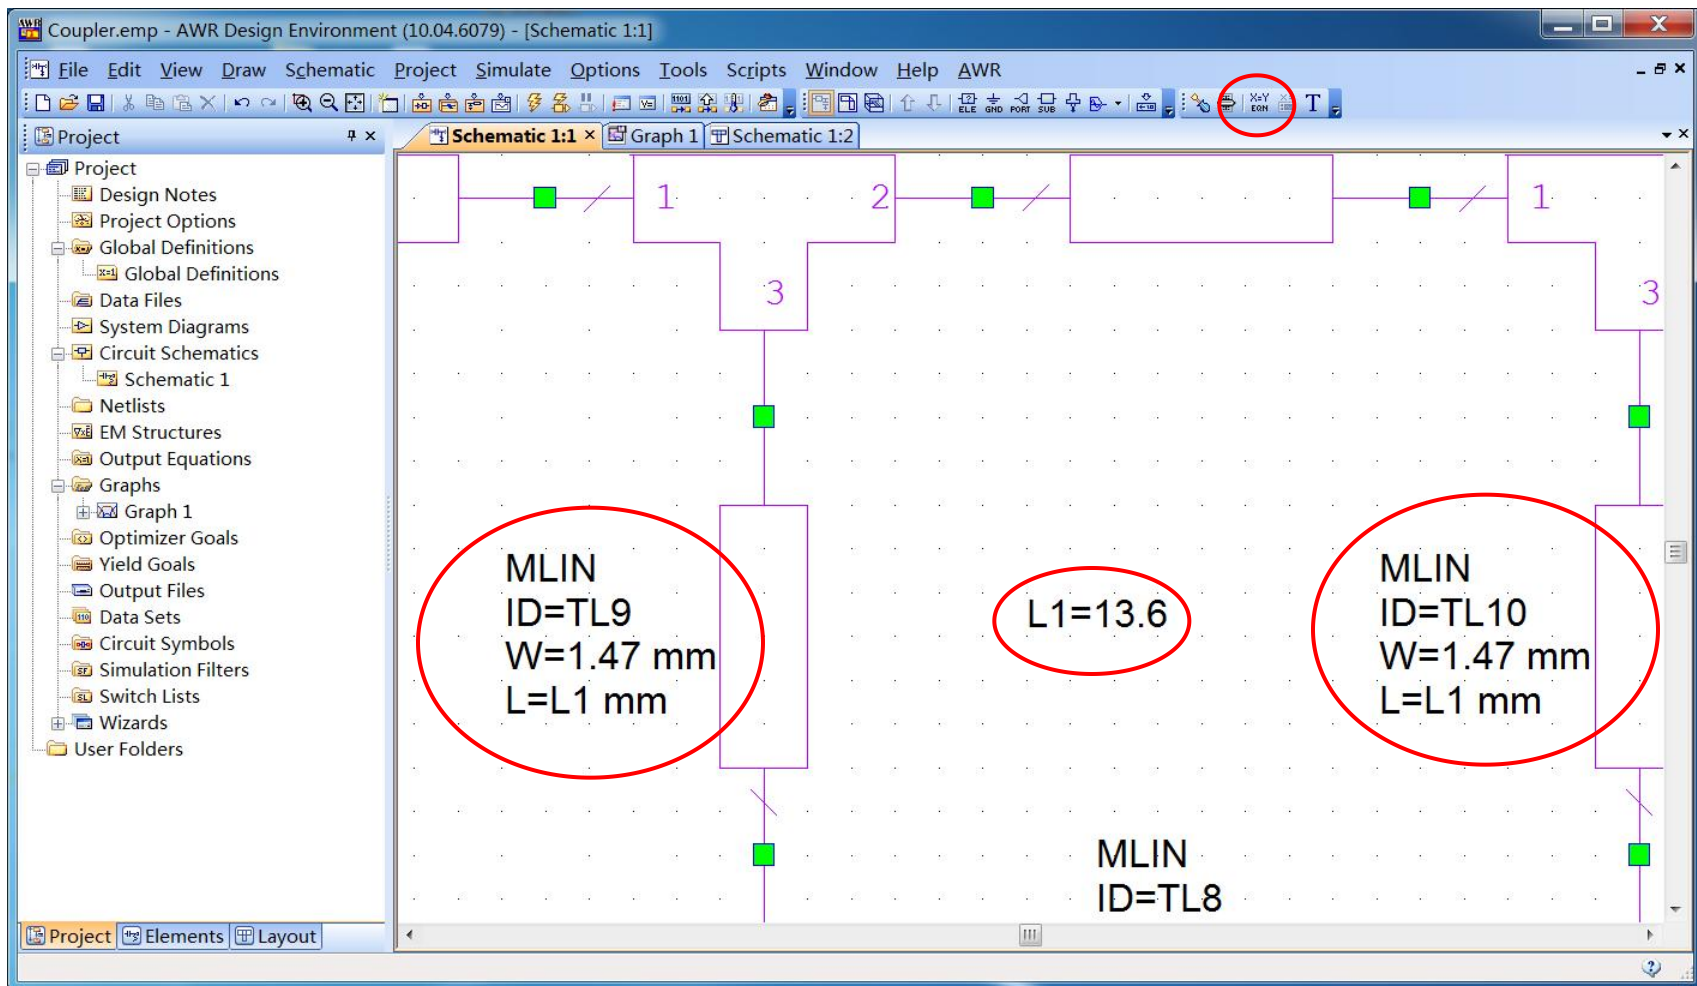 Coupler.emp - AWR Design Environment (10.04.6079) - [Schematic 1:1]
File Edit View Draw Schematic Project Simulate Options Tools Scripts Window Help AWR
ELE GND PORT SUB X=Y EQN T
Project
Schematic 1:1 Graph 1 Schematic 1:2
Project
Design Notes
Project Options
Global Definitions
Global Definitions
Data Files
System Diagrams
Circuit Schematics
Schematic 1
Netlists
EM Structures
Output Equations
Graphs
Graph 1
Optimizer Goals
Yield Goals
Output Files
Data Sets
Circuit Symbols
Simulation Filters
Switch Lists
Wizards
User Folders
Project Elements Layout
1 2 1
3 3
MLIN
ID=TL9
W=1.47 mm
L=L1 mm
L1=13.6
MLIN
ID=TL10
W=1.47 mm
L=L1 mm
MLIN
ID=TL8